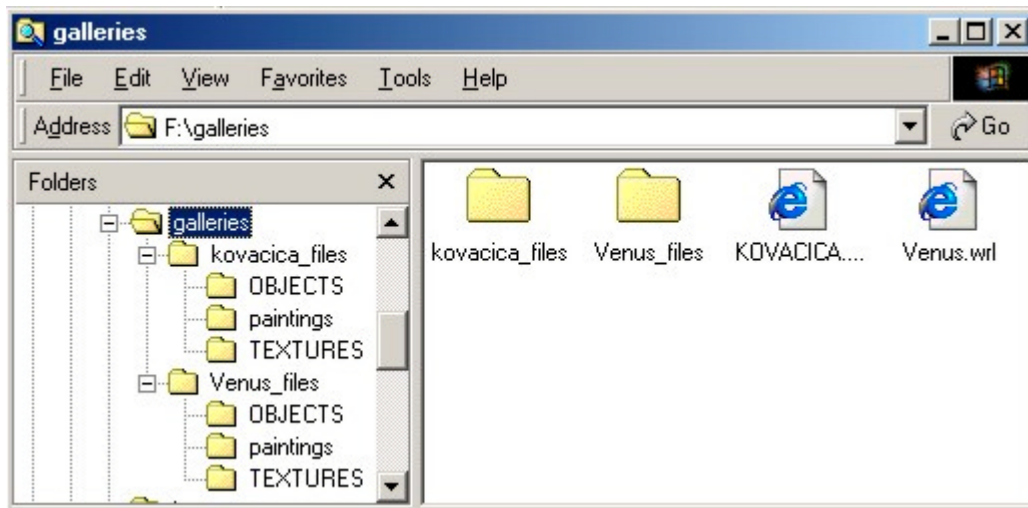 galleries
File Edit View Favorites Tools Help
Address F:\galleries Go
Folders
galleries
kovacica_files
OBJECTS
paintings
TEXTURES
Venus_files
OBJECTS
paintings
TEXTURES
kovacica_files Venus_files KOVACICA.... Venus.wrl